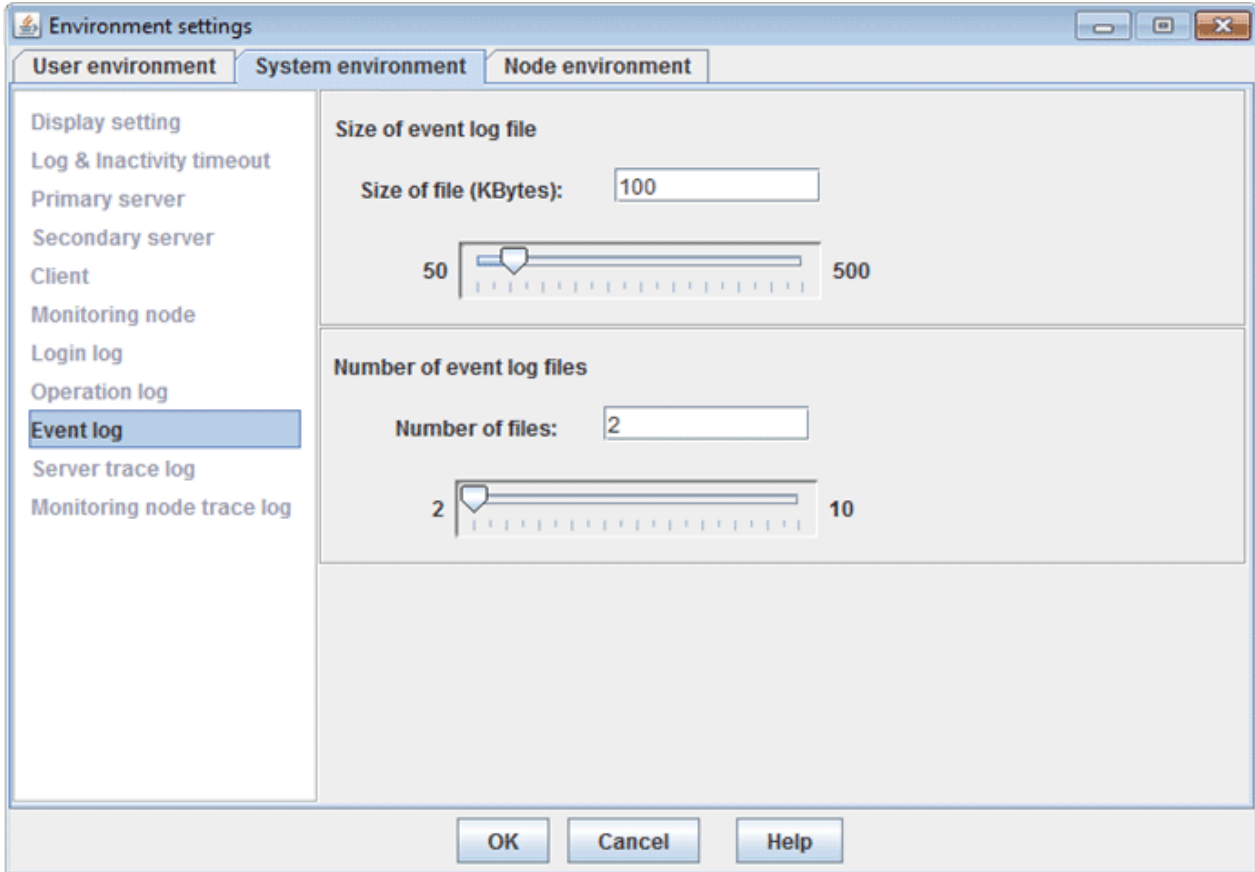 Environment settings
User environment System environment Node environment
Display setting
Log & Inactivity timeout
Primary server
Secondary server
Client
Monitoring node
Login log
Operation log
Event log
Server trace log
Monitoring node trace log
Size of event log file
Size of file (KBytes): 100
50 500
Number of event log files
Number of files: 2
2 10
OK Cancel Help